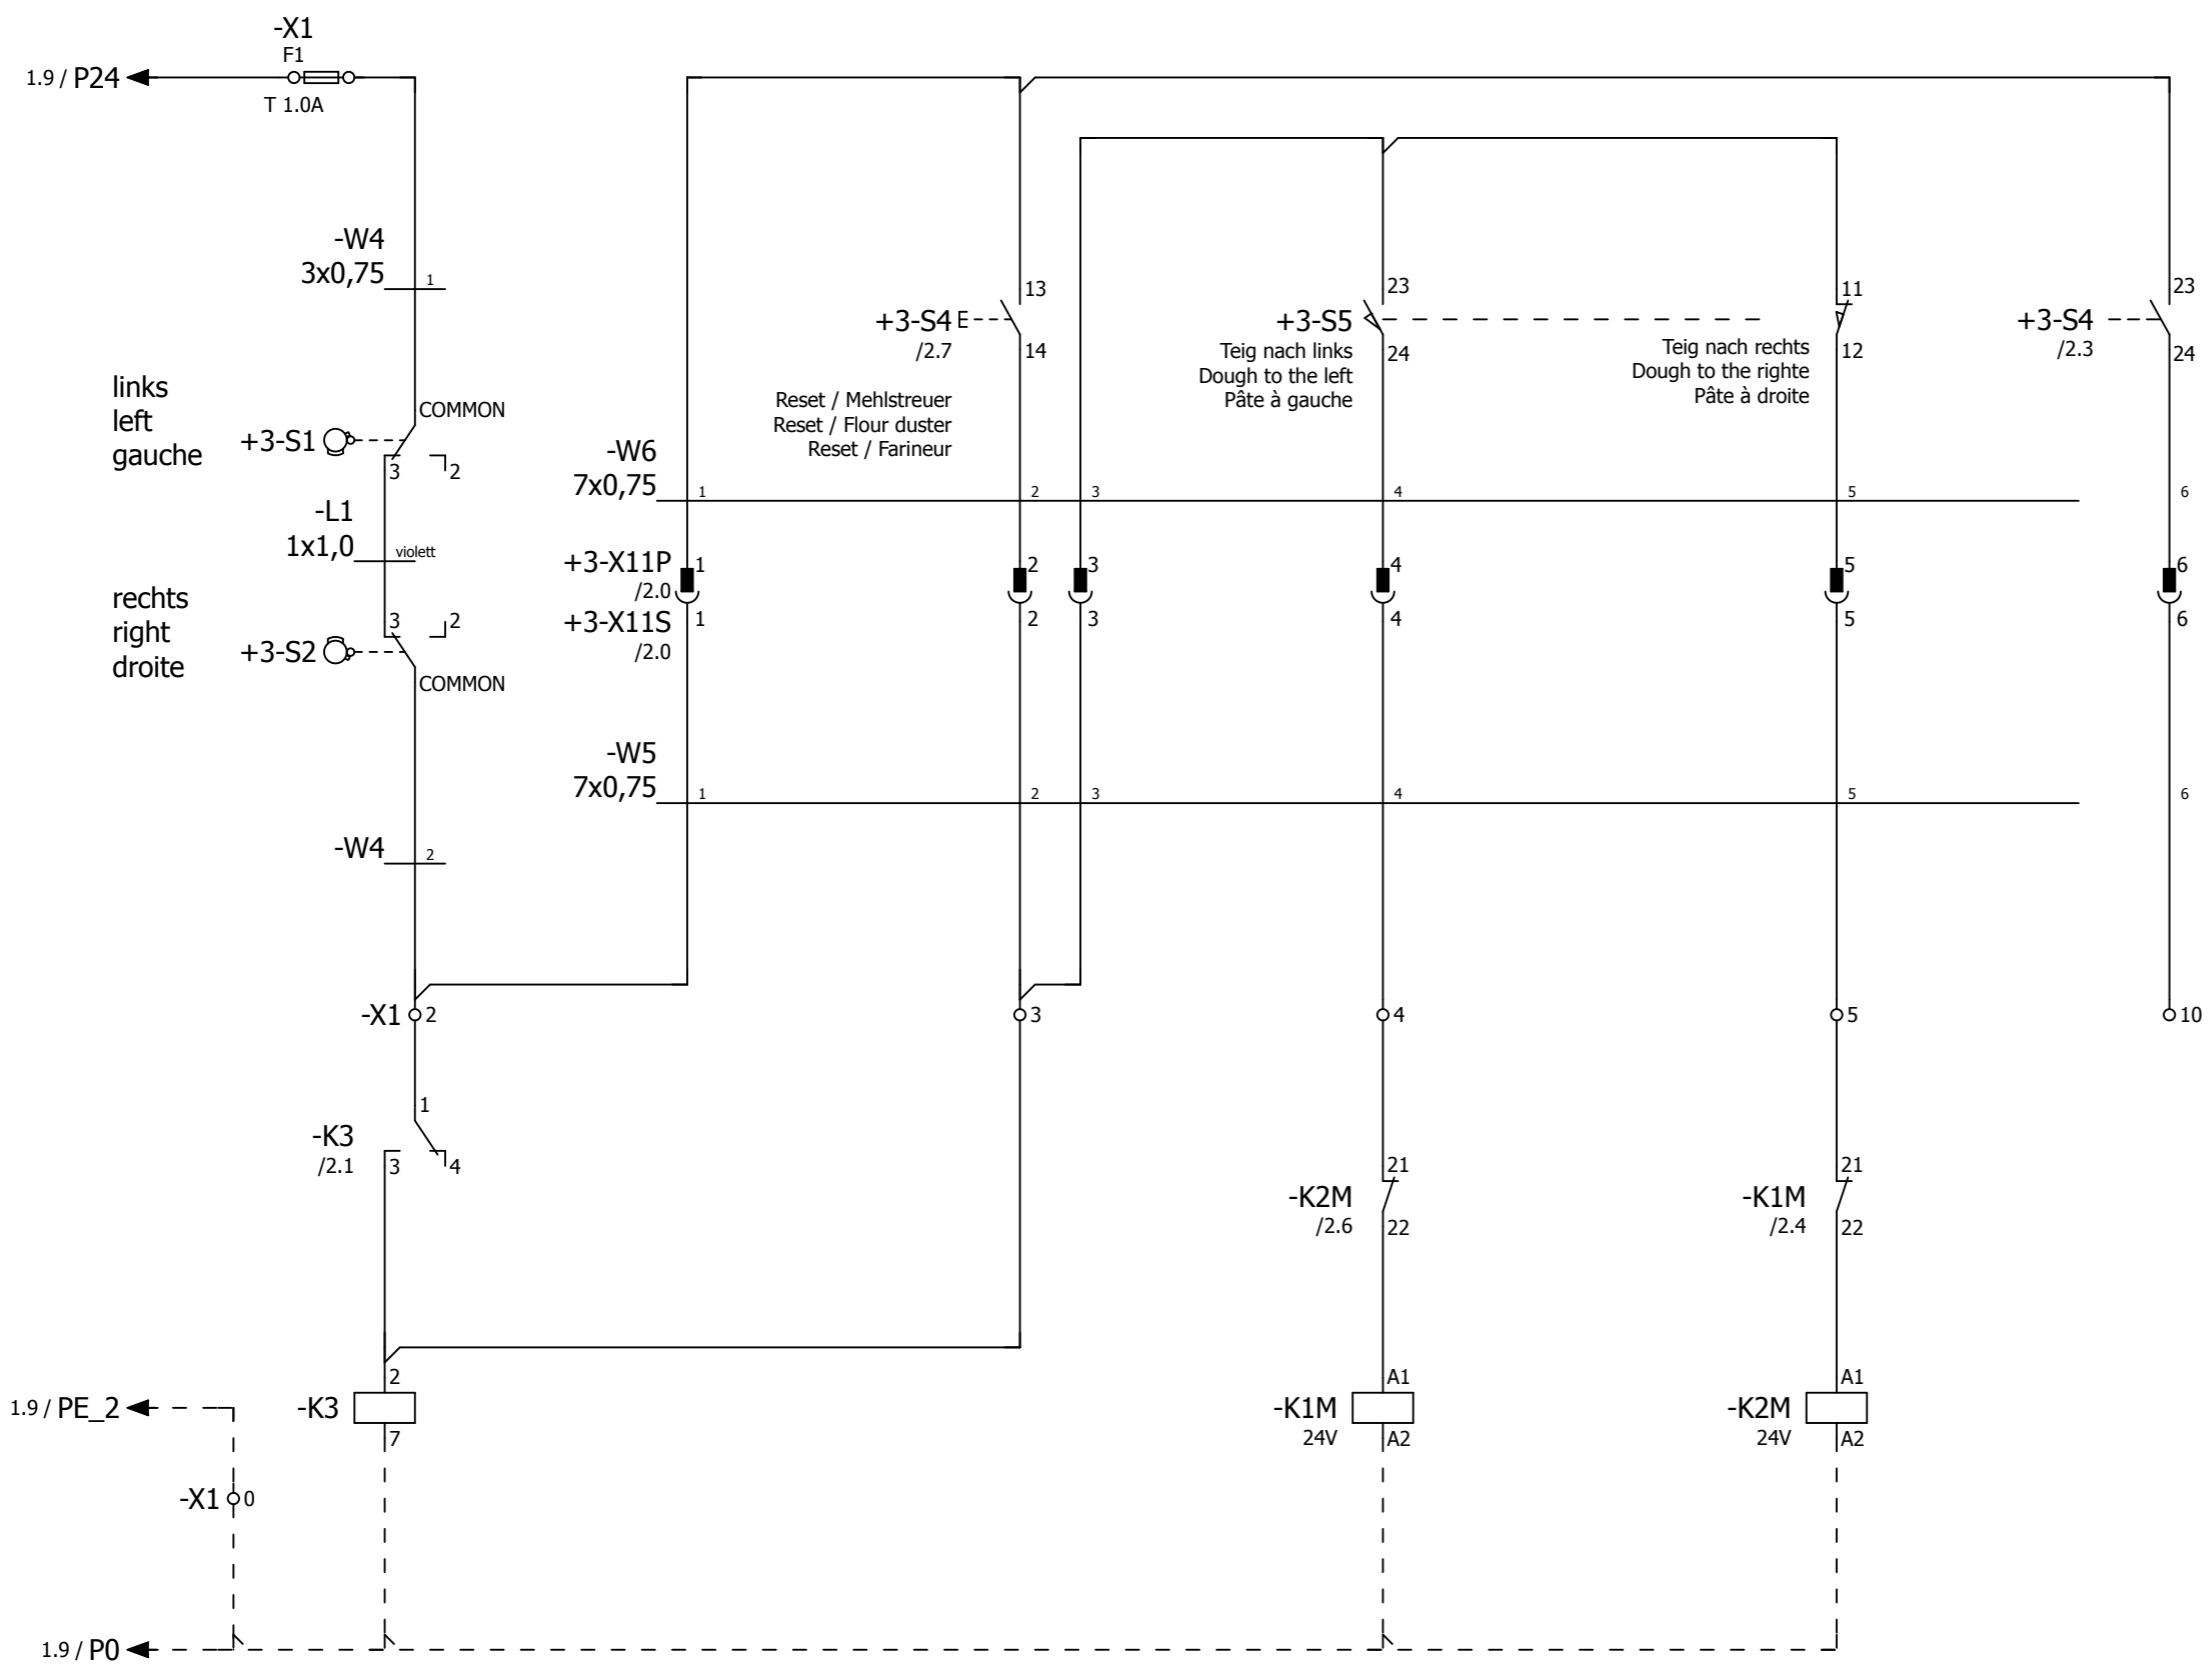 -X1
F1
1.9 / P24
T 1.0A
-W4
3x0,75
1
13
23
11
23
+3-S4 E
/2.7
14
+3-S5
24
12
+3-S4
/2.3
24
Teig nach links
Dough to the left
Pâte à gauche
Teig nach rechts
Dough to the righte
Pâte à droite
Reset / Mehlstreuer
Reset / Flour duster
Reset / Farineur
links
left
gauche
COMMON
+3-S1
3
2
-W6
7x0,75
1
2
3
4
5
6
-L1
1x1,0
violett
+3-X11P
/2.0
1
2
3
4
5
6
+3-X11S
/2.0
1
2
3
4
5
6
rechts
right
droite
3
2
+3-S2
COMMON
-W5
7x0,75
1
2
3
4
5
6
-W4
2
-X1
2
3
4
5
10
1
-K3
/2.1
3
4
21
-K2M
/2.6
22
21
-K1M
/2.4
22
1.9 / PE_2
2
-K3
7
A1
-K1M
24V
A2
A1
-K2M
24V
A2
-X1
0
1.9 / P0